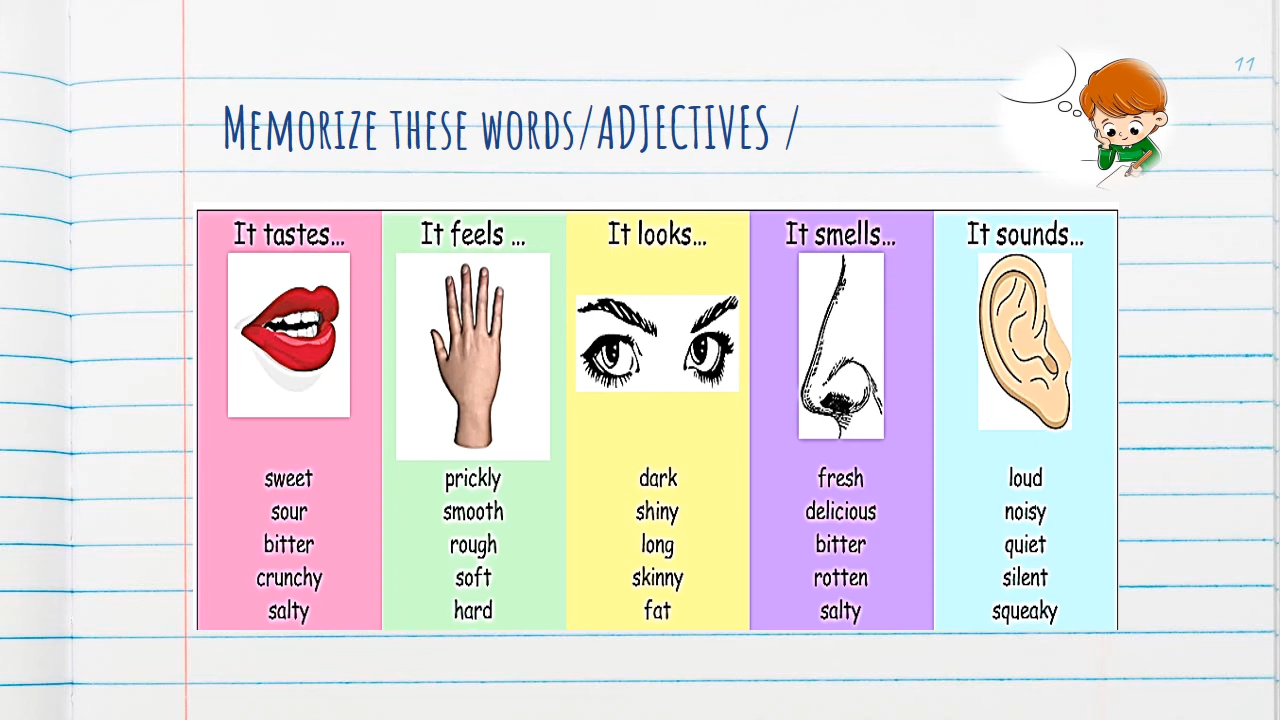 11
Memorize these words/ADJECTIVES /
It tastes...
sweet
sour
bitter
crunchy
salty
It feels ...
prickly
smooth
rough
soft
hard
It looks...
dark
shiny
long
skinny
fat
It smells...
fresh
delicious
bitter
rotten
salty
It sounds...
loud
noisy
quiet
silent
squeaky